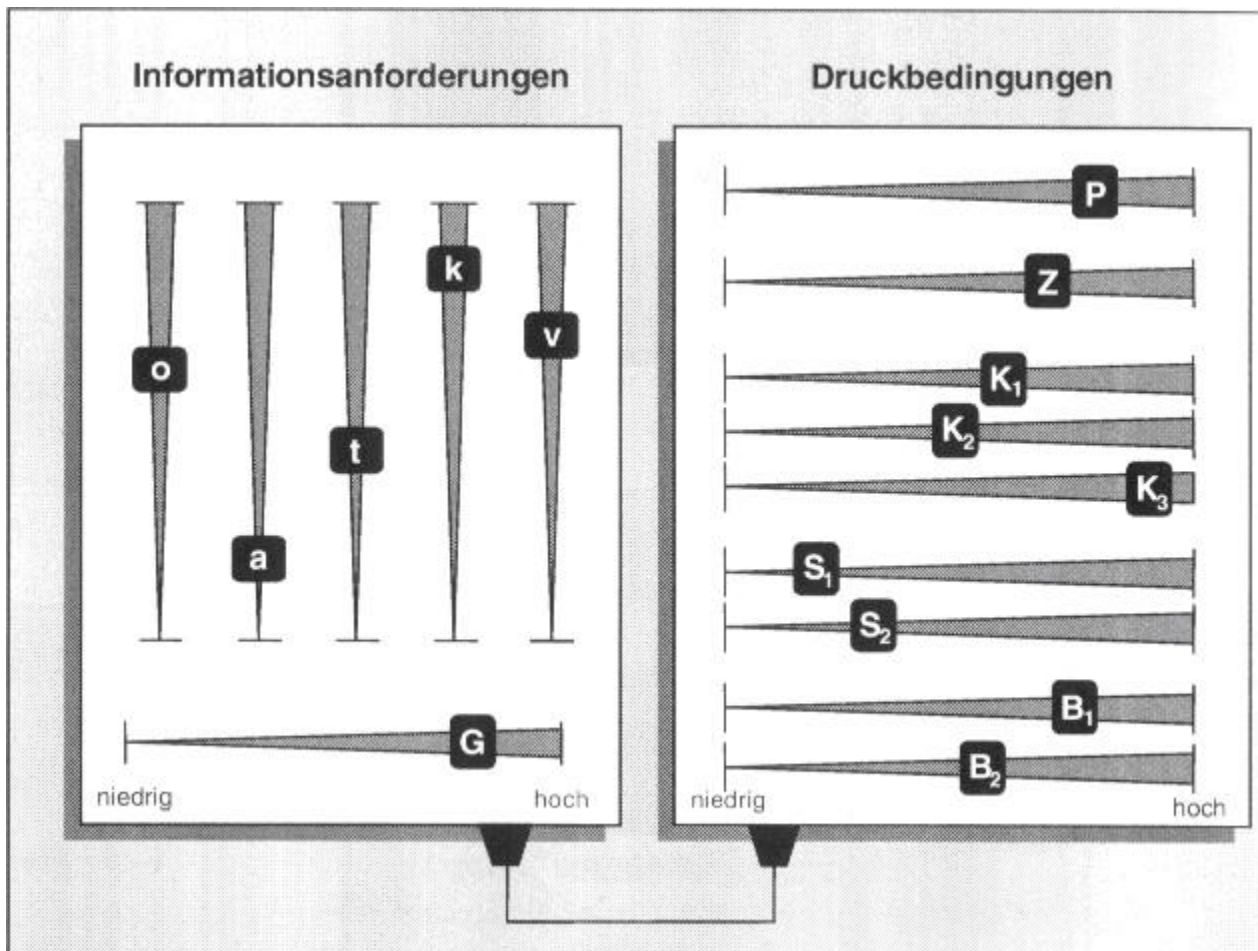 Informationsanforderungen
o
a
t
k
v
G
niedrig
hoch
Druckbedingungen
P
Z
K₁
K₂
K₃
S₁
S₂
B₁
B₂
niedrig
hoch